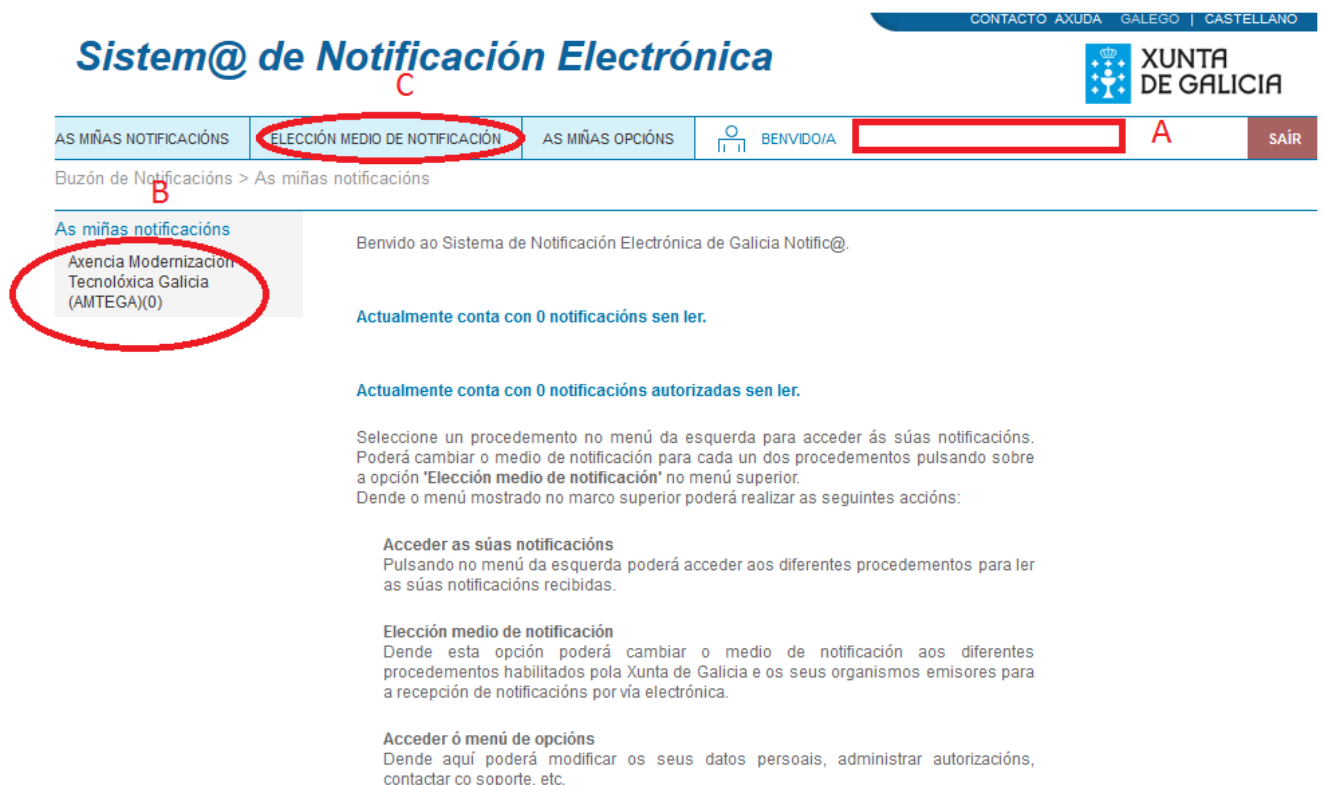 CONTACTO AXUDA GALEGO | CASTELLANO
Sistem@ de Notificación Electrónica
XUNTA
DE GALICIA
C
AS MIÑAS NOTIFICACIÓNS ELECCIÓN MEDIO DE NOTIFICACIÓN AS MIÑAS OPCIÓNS BENVIDO/A A SAÍR
Buzón de Notificacións > As miñas notificacións
B
As miñas notificacións
Axencia Modernización
Tecnolóxica Galicia
(AMTEGA)(0)
Benvido ao Sistema de Notificación Electrónica de Galicia Notific@.
Actualmente conta con 0 notificacións sen ler.
Actualmente conta con 0 notificacións autorizadas sen ler.
Seleccione un procedemento no menú da esquerda para acceder ás súas notificacións.
Poderá cambiar o medio de notificación para cada un dos procedementos pulsando sobre
a opción 'Elección medio de notificación' no menú superior.
Dende o menú mostrado no marco superior poderá realizar as seguintes accións:
Acceder as súas notificacións
Pulsando no menú da esquerda poderá acceder aos diferentes procedementos para ler
as súas notificacións recibidas.
Elección medio de notificación
Dende esta opción poderá cambiar o medio de notificación aos diferentes
procedementos habilitados pola Xunta de Galicia e os seus organismos emisores para
a recepción de notificacións por vía electrónica.
Acceder ó menú de opcións
Dende aquí poderá modificar os seus datos persoais, administrar autorizacións,
contactar co soporte, etc.